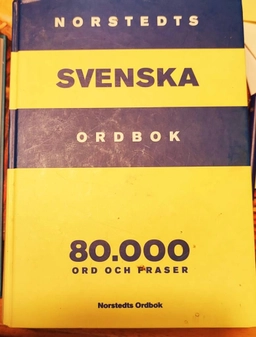 NORSTEDTS
SVENSKA
ORDBOK
80.000
ORD OCH FRASER
Norstedts Ordbok